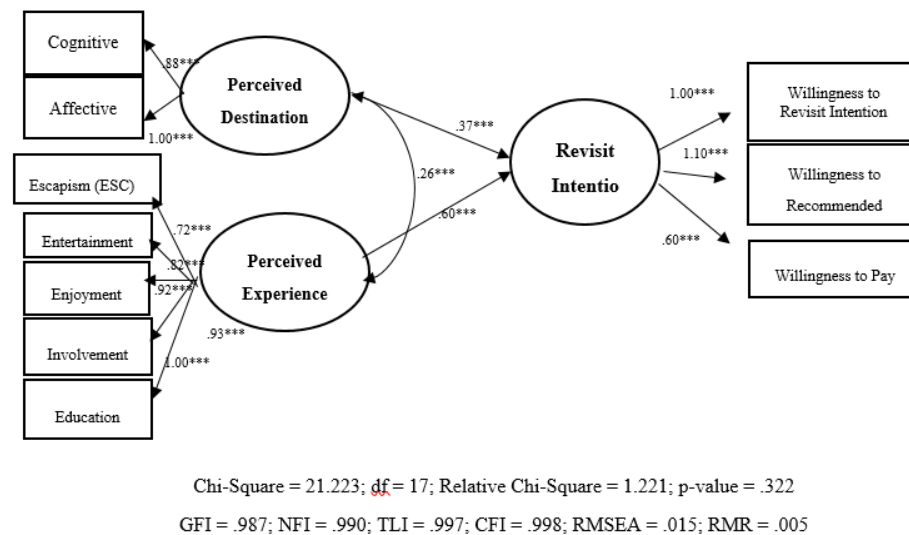 Cognitive
.88***
Affective
1.00***
Perceived
Destination
Escapism (ESC)
.72***
Entertainment
.82***
Enjoyment
.92***
Involvement
.93***
1.00***
Education
Perceived
Experience
.37***
.26***
.60***
Revisit
Intentio
1.00***
Willingness to
Revisit Intention
1.10***
Willingness to
Recommended
.60***
Willingness to Pay
Chi-Square = 21.223; df = 17; Relative Chi-Square = 1.221; p-value = .322
GFI = .987; NFI = .990; TLI = .997; CFI = .998; RMSEA = .015; RMR = .005